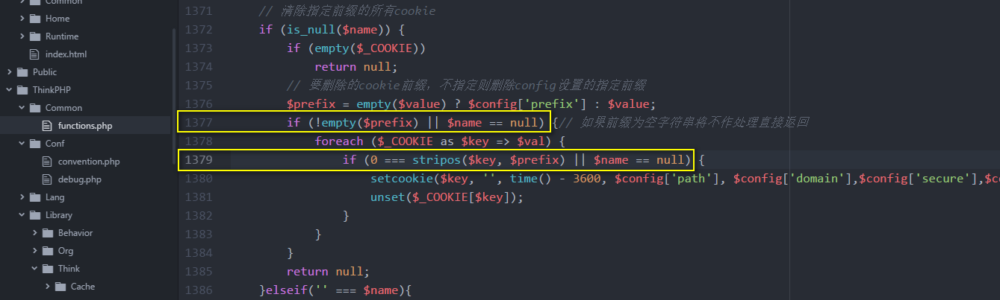 Common
Home
Runtime
index.html
Public
ThinkPHP
Common
functions.php
Conf
convention.php
debug.php
Lang
Library
Behavior
Org
Think
Cache
1371 // 清除指定前缀的所有cookie
1372 if (is_null($name)) {
1373 if (empty($_COOKIE))
1374 return null;
1375 // 要删除的cookie前缀，不指定则删除config设置的指定前缀
1376 $prefix = empty($value) ? $config['prefix'] : $value;
1377 if (!empty($prefix) || $name == null) {// 如果前缀为空字符串将不作处理直接返回
1378 foreach ($_COOKIE as $key => $val) {
1379 if (0 === stripos($key, $prefix) || $name == null) {
1380 setcookie($key, '', time() - 3600, $config['path'], $config['domain'],$config['secure'],$c
1381 unset($_COOKIE[$key]);
1382 }
1383 }
1384 }
1385 return null;
1386 }elseif('' === $name){